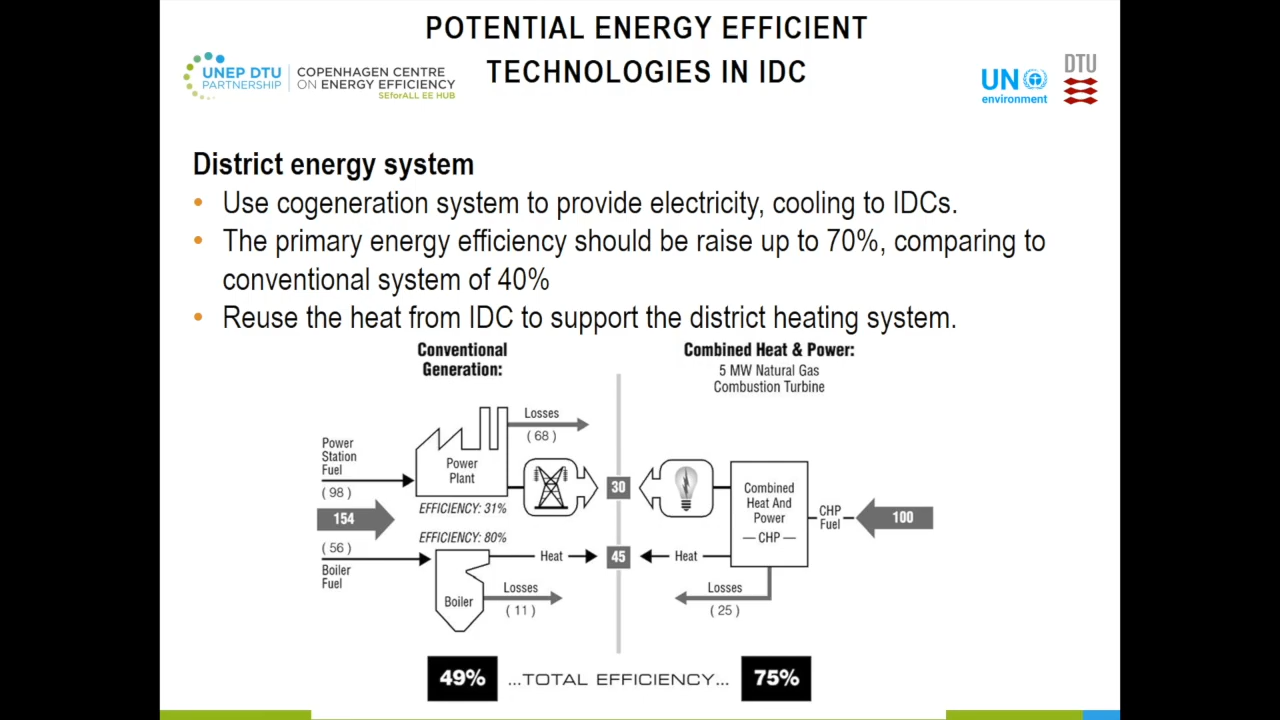 POTENTIAL ENERGY EFFICIENT
TECHNOLOGIES IN IDC
UNEP DTU
PARTNERSHIP
COPENHAGEN CENTRE
ON ENERGY EFFICIENCY
SEforALL EE HUB
UN
environment
DTU
District energy system
• Use cogeneration system to provide electricity, cooling to IDCs.
• The primary energy efficiency should be raise up to 70%, comparing to
conventional system of 40%
• Reuse the heat from IDC to support the district heating system.
Conventional
Generation:
Combined Heat & Power:
5 MW Natural Gas
Combustion Turbine
Losses
( 68 )
Power
Station
Fuel
( 98 )
Power
Plant
EFFICIENCY: 31%
30
Combined
Heat And
Power
— CHP —
CHP
Fuel
100
154
EFFICIENCY: 80%
( 56 )
Boiler
Fuel
Heat
45
Heat
Boiler
Losses
( 11 )
Losses
( 25 )
49%
...TOTAL EFFICIENCY...
75%